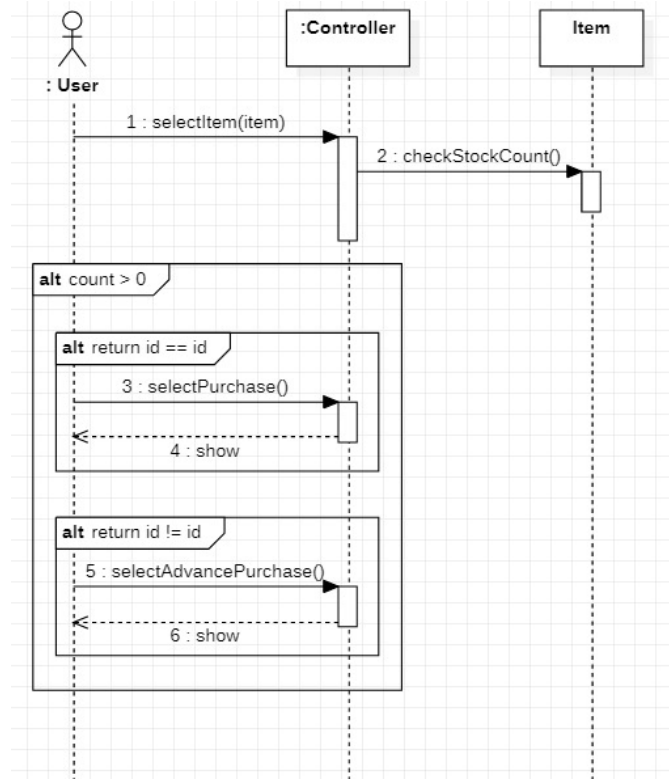 :Controller
Item
: User
1 : selectItem(item)
2 : checkStockCount()
alt count > 0
alt return id == id
3 : selectPurchase()
4 : show
alt return id != id
5 : selectAdvancePurchase()
6 : show